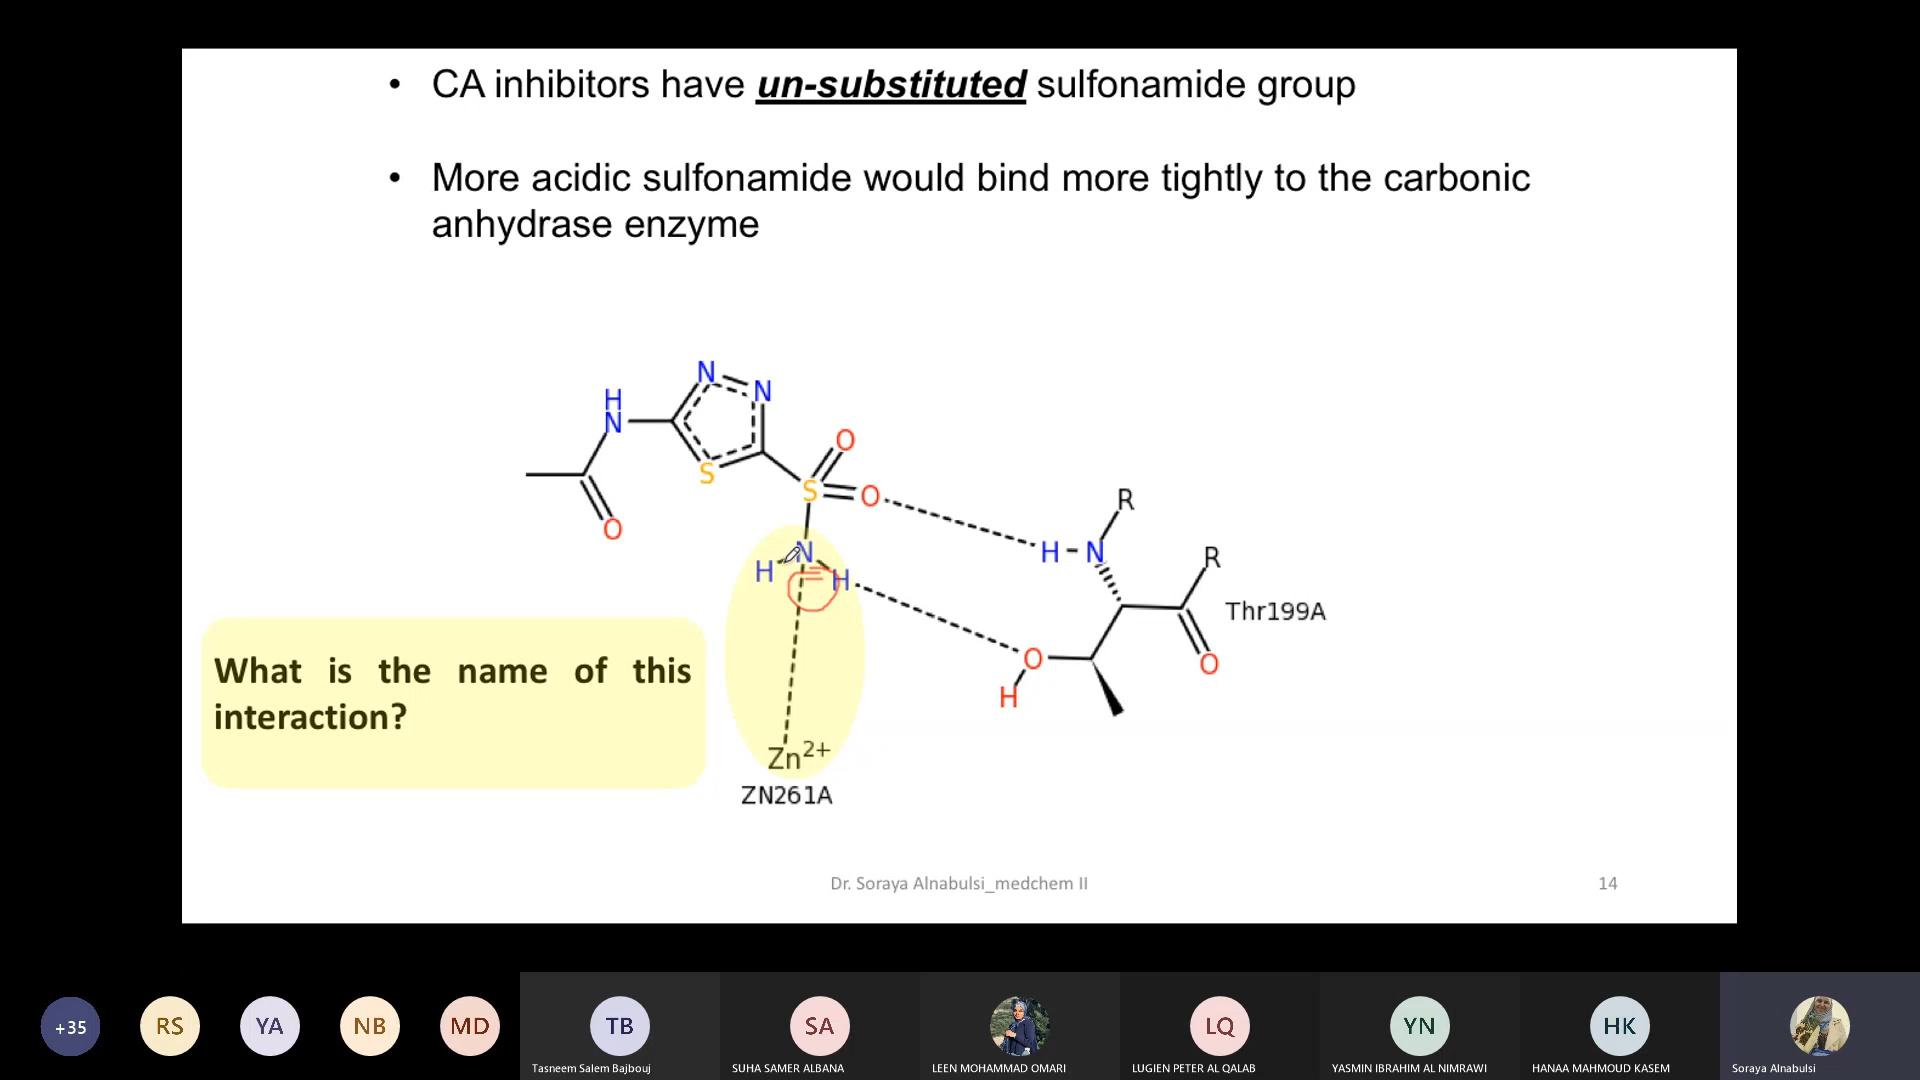 • CA inhibitors have un-substituted sulfonamide group
• More acidic sulfonamide would bind more tightly to the carbonic
anhydrase enzyme
N
N
H
N
S
O
S
O
O
N
H
H
H
N
R
R
O
H
O
Thr199A
What is the name of this
interaction?
Zn2+
ZN261A
Dr. Soraya Alnabulsi_medchem II
14
+35
RS
YA
NB
MD
TB
SA
LQ
YN
HK
Tasneem Salem Bajbouj
SUHA SAMER ALBANA
LEEN MOHAMMAD OMARI
LUGIEN PETER AL QALAB
YASMIN IBRAHIM AL NIMRAWI
HANAA MAHMOUD KASEM
Soraya Alnabulsi